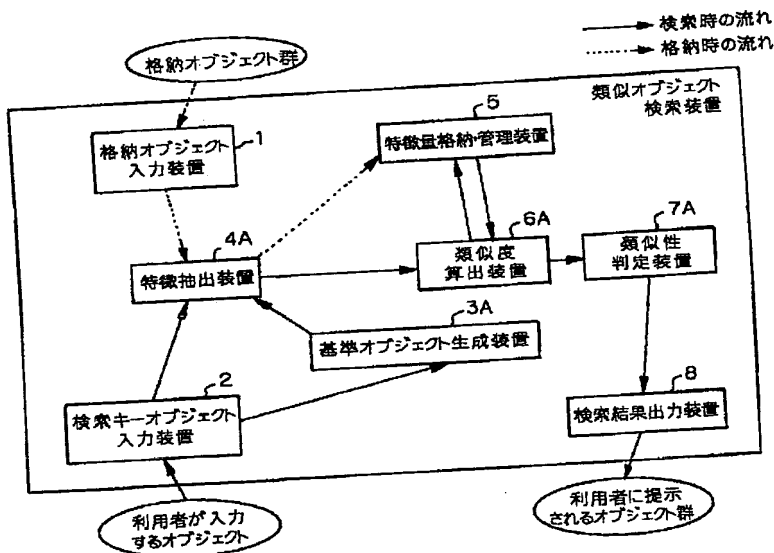 検索時の流れ
格納時の流れ
格納オブジェクト群
類似オブジェクト
検索装置
1
格納オブジェクト
入力装置
5
特徴量格納・管理装置
4A
特徴抽出装置
6A
類似度
算出装置
7A
類似性
判定装置
3A
基準オブジェクト生成装置
2
検索キーオブジェクト
入力装置
8
検索結果出力装置
利用者が入力
するオブジェクト
利用者に提示
されるオブジェクト群